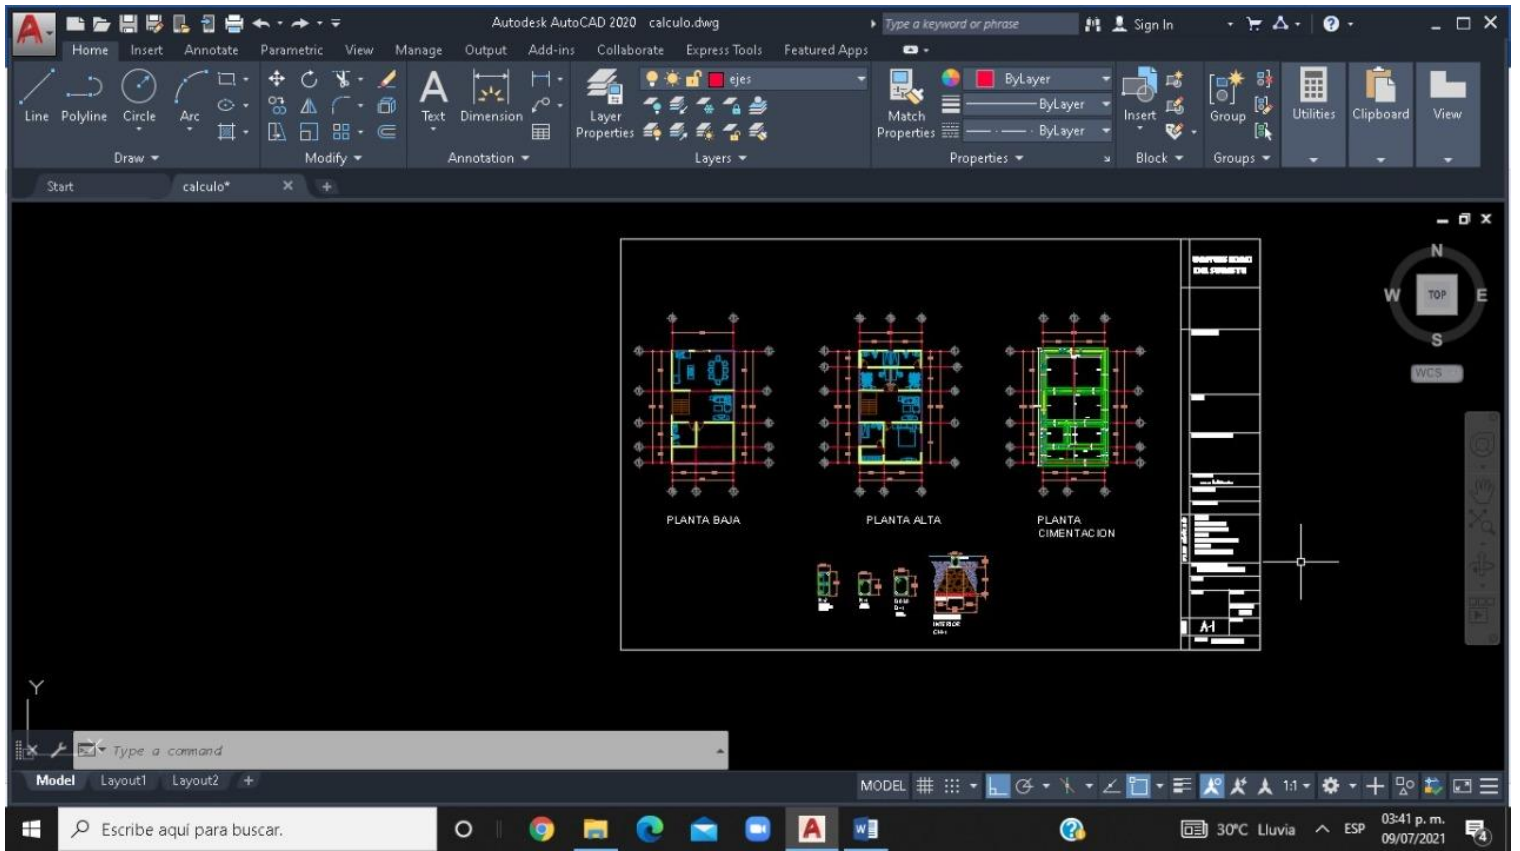 Autodesk AutoCAD 2020 calculo.dwg
Type a keyword or phrase
Sign In
Home Insert Annotate Parametric View Manage Output Add-ins Collaborate Express Tools Featured Apps
ejes
ByLayer
Line Polyline Circle Arc
Text Dimension
Layer Properties
Match Properties
ByLayer
ByLayer
Insert
Group
Utilities
Clipboard
View
Draw Modify Annotation Layers Properties Block Groups
Start calculo* +
N
W TOP E
S
WCS
PLANTA BAJA
PLANTA ALTA
PLANTA
CIMENTACION
INTERIOR
A-1
Y
Type a command
Model Layout1 Layout2 +
MODEL
1:1
Escribe aquí para buscar.
30°C Lluvia
ESP
03:41 p. m.
09/07/2021
4